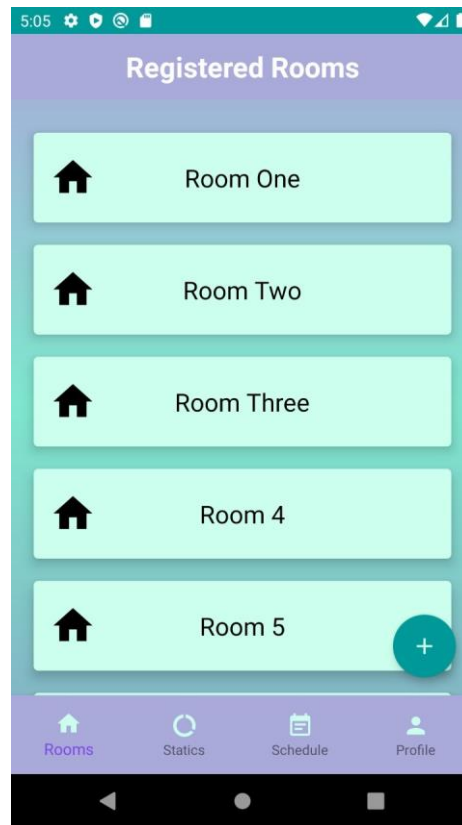 5:05
Registered Rooms
Room One
Room Two
Room Three
Room 4
Room 5
+
Rooms Statics Schedule Profile